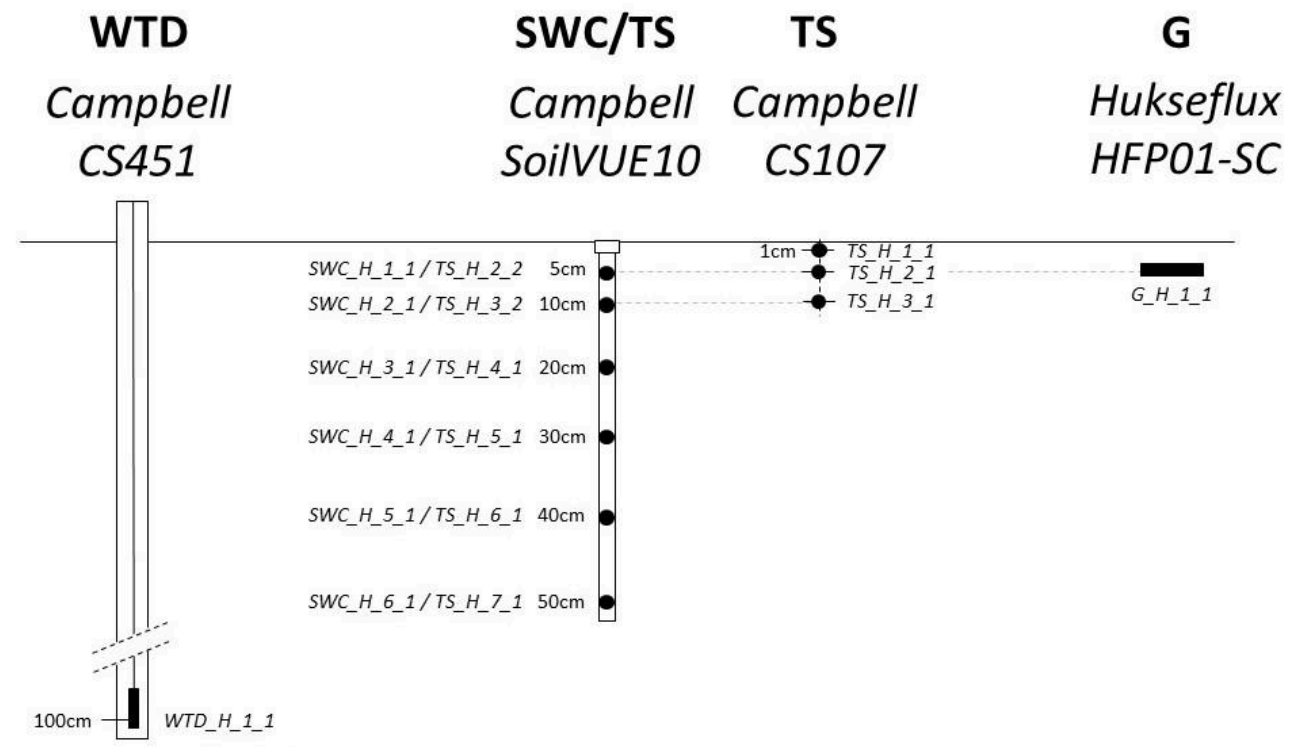 WTD
Campbell
CS451
SWC/TS
Campbell
SoilVUE10
TS
Campbell
CS107
G
Hukseflux
HFP01-SC
1cm TS_H_1_1
SWC_H_1_1 / TS_H_2_2 5cm TS_H_2_1
G_H_1_1
SWC_H_2_1 / TS_H_3_2 10cm TS_H_3_1
SWC_H_3_1 / TS_H_4_1 20cm
SWC_H_4_1 / TS_H_5_1 30cm
SWC_H_5_1 / TS_H_6_1 40cm
SWC_H_6_1 / TS_H_7_1 50cm
100cm WTD_H_1_1